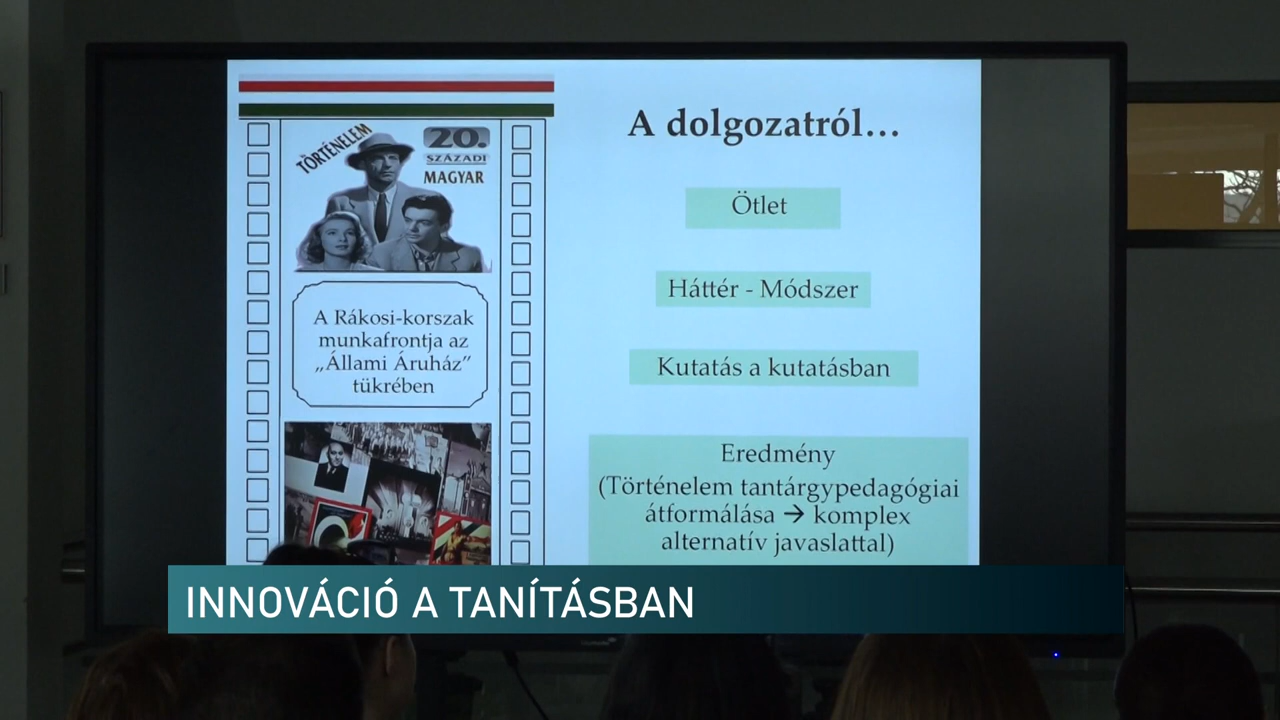 TÖRTÉNELEM
20.
SZÁZADI
MAGYAR
A Rákosi-korszak
munkafrontja az
„Állami Áruház”
tükrében
A dolgozatról…
Ötlet
Háttér - Módszer
Kutatás a kutatásban
Eredmény
(Történelem tantárgypedagógiai
átformálása → komplex
alternatív javaslattal)
INNOVÁCIÓ A TANÍTÁSBAN